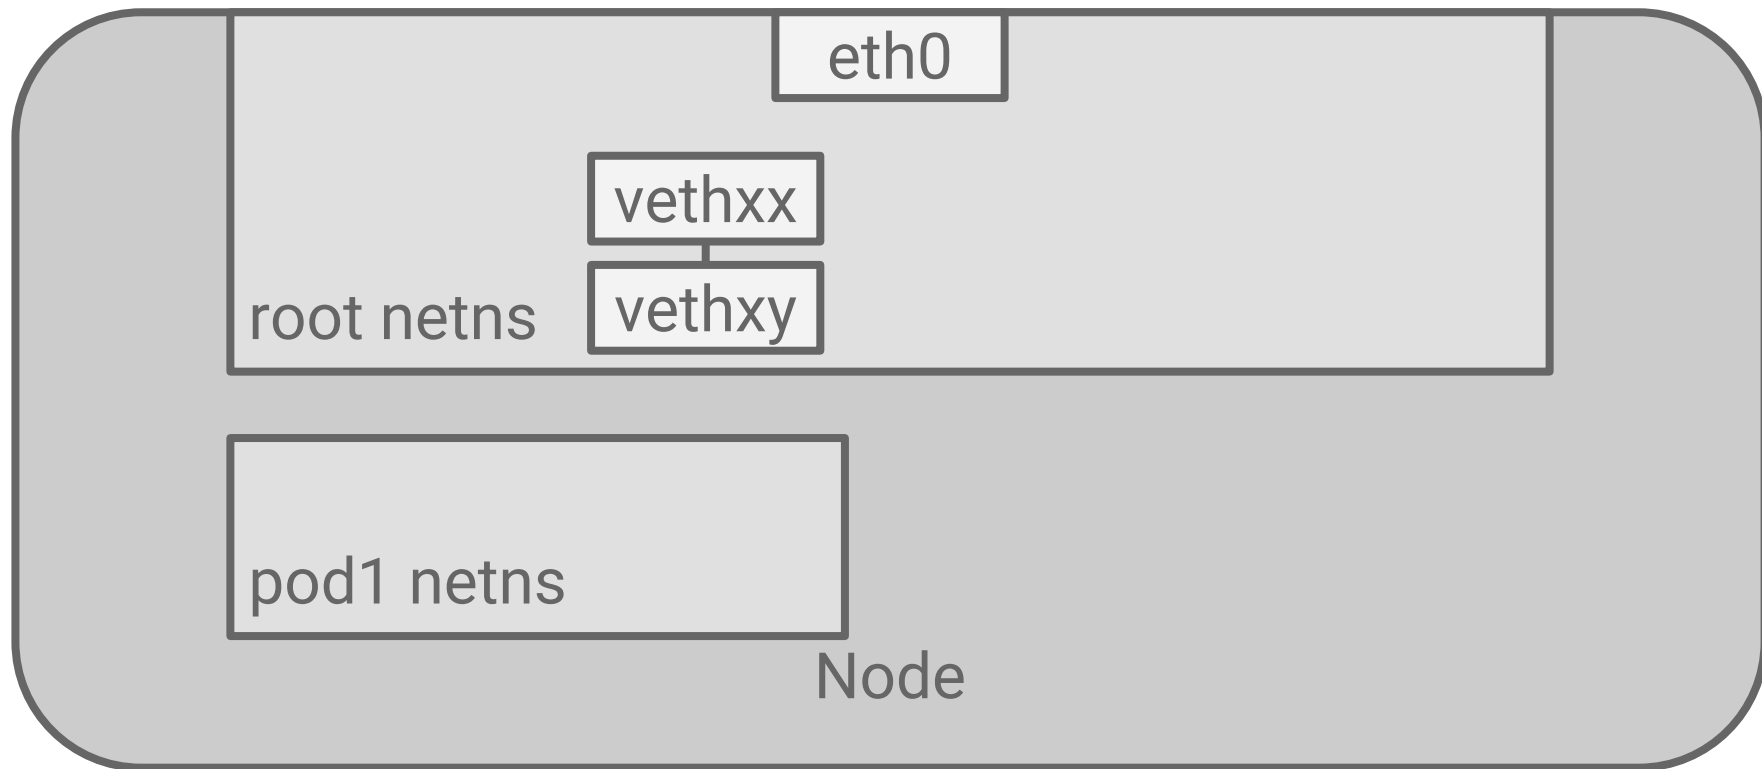 eth0
vethxx
vethxy
root netns
pod1 netns
Node